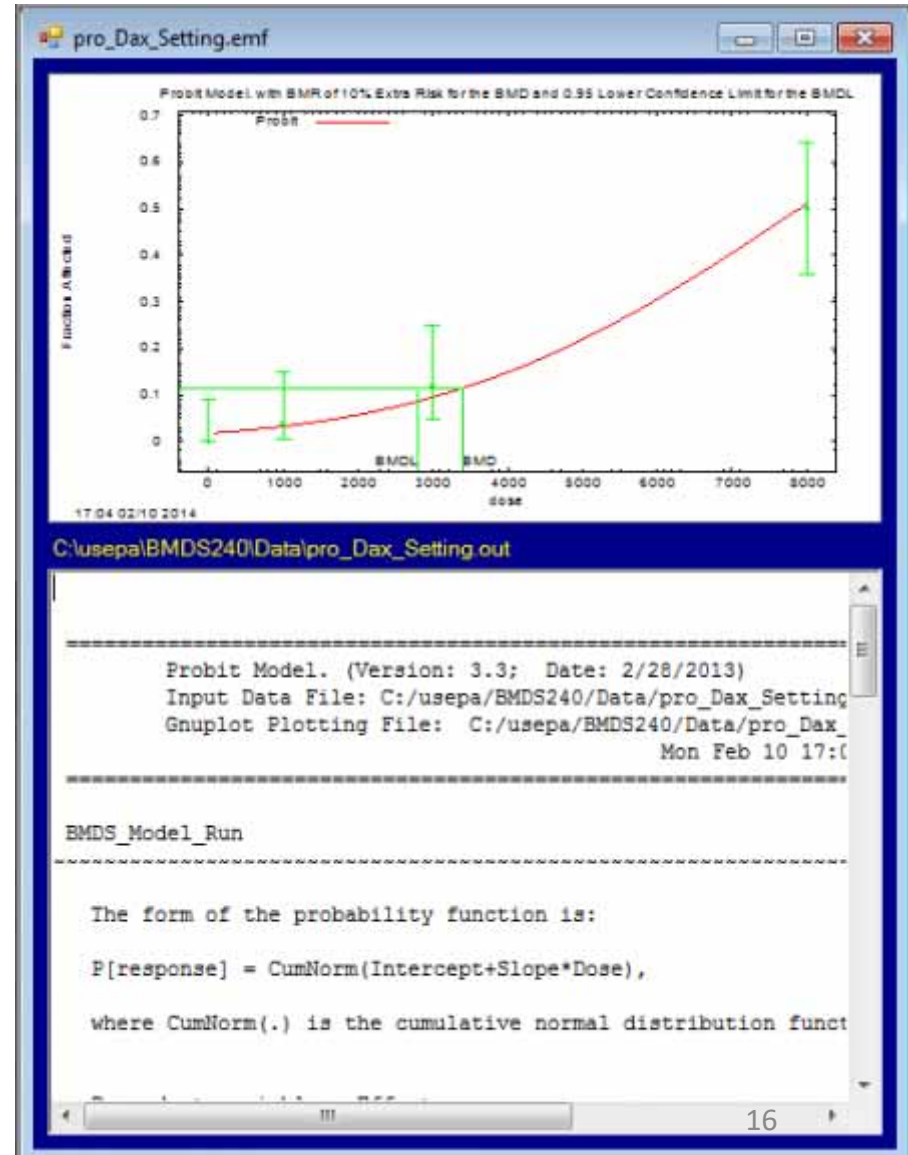 pro_Dax_Setting.emf
Probit Model, with BMR of 10% Extra Risk for the BMD and 0.95 Lower Confidence Limit for the BMDL
Probit
Fraction Affected
0.7
0.6
0.5
0.4
0.3
0.2
0.1
0
BMDL BMD
0 1000 2000 3000 4000 5000 6000 7000 8000
dose
17:04 02/10 2014
C:\usepa\BMDS240\Data\pro_Dax_Setting.out
====================================================================
Probit Model. (Version: 3.3; Date: 2/28/2013)
Input Data File: C:/usepa/BMDS240/Data/pro_Dax_Setting
Gnuplot Plotting File: C:/usepa/BMDS240/Data/pro_Dax_
Mon Feb 10 17:0
====================================================================
BMDS_Model_Run
~~~~~~~~~~~~~~~~~~~~~~~~~~~~~~~~~~~~~~~~~~~~~~~~~~~~~~~~~~~~~~~~~~~~~
The form of the probability function is:
P[response] = CumNorm(Intercept+Slope*Dose),
where CumNorm(.) is the cumulative normal distribution funct
16